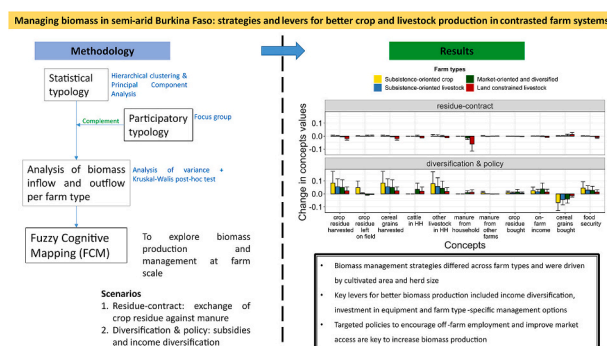 Managing biomass in semi-arid Burkina Faso: strategies and levers for better crop and livestock production in contrasted farm systems
Methodology
Statistical
typology
Hierarchical clustering &
Principal Component
Analysis
Complement
Participatory
typology
Focus group
Analysis of biomass
inflow and outflow
per farm type
Analysis of variance +
Kruskal-Wallis post-hoc test
Fuzzy Cognitive
Mapping (FCM)
To explore biomass
production and
management at farm
scale
Scenarios
1. Residue-contract: exchange of
crop residue against manure
2. Diversification & policy: subsidies
and income diversification
Results
Farm types
Subsistence-oriented crop
Market-oriented and diversified
Subsistence-oriented livestock
Land constrained livestock
Change in concepts values
residue-contract
0.1
0.0
-0.1
diversification & policy
0.1
0.0
-0.1
crop residue harvested
crop residue left on field
cereal grains harvested
cattle in HH
other livestock in HH
manure from household
manure from other farms
crop residue bought
on-farm income
cereal grains bought
food security
Concepts
• Biomass management strategies differed across farm types and were driven
by cultivated area and herd size
• Key levers for better biomass production included income diversification,
investment in equipment and farm type -specific management options
• Targeted policies to encourage off-farm employment and improve market
access are key to increase biomass production